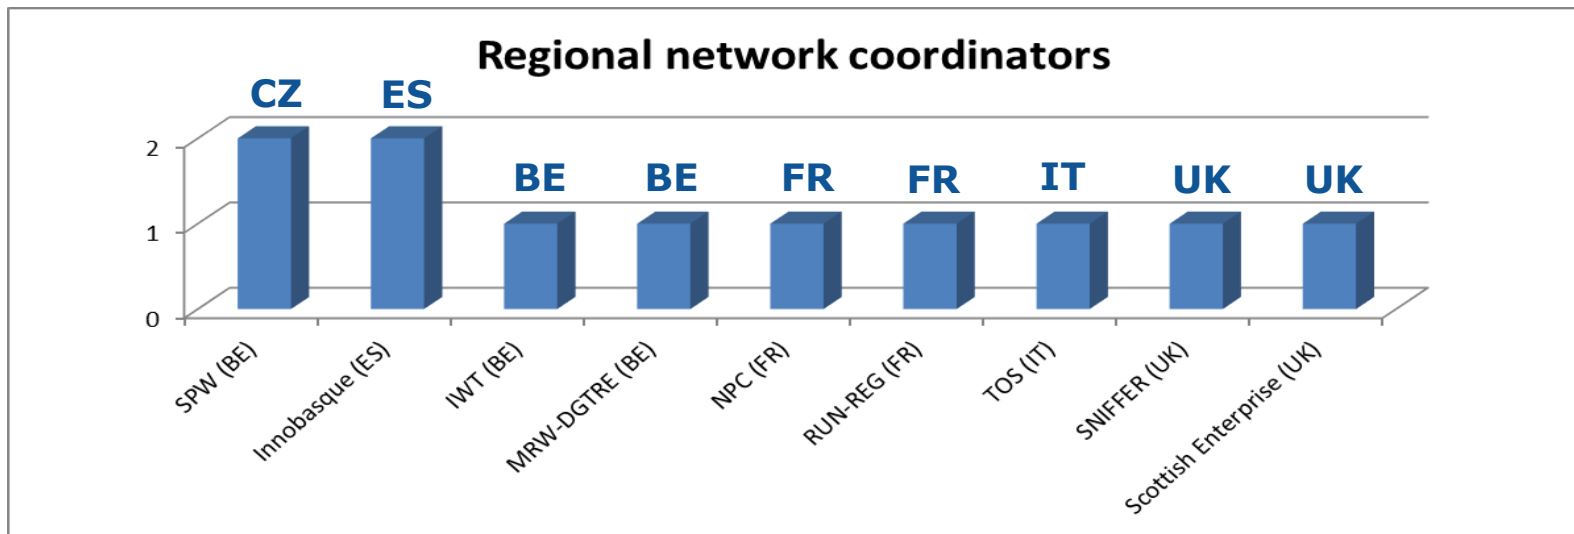 Regional network coordinators
CZ ES
BE BE FR FR IT UK UK
2
1
0
SPW (BE)
Innobasque (ES)
IWT (BE)
MRW-DGTRE (BE)
NPC (FR)
RUN-REG (FR)
TOS (IT)
SNIFFER (UK)
Scottish Enterprise (UK)